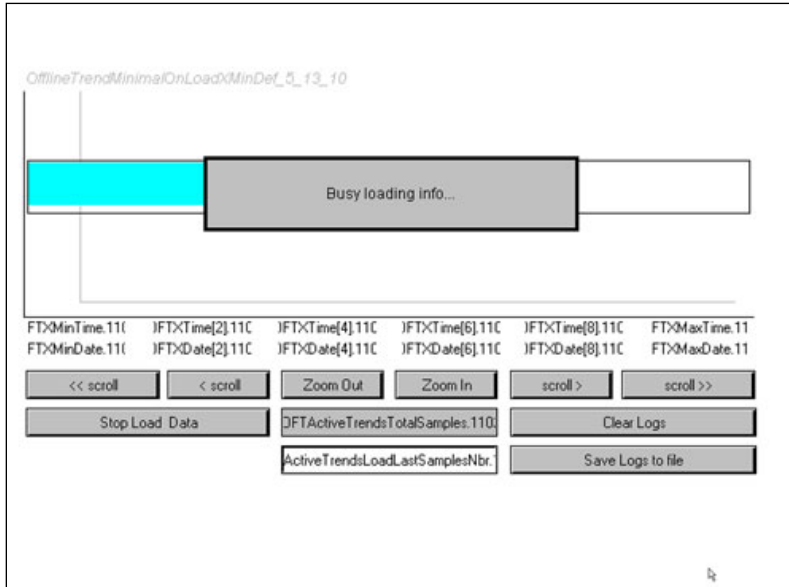 OfflineTrendMinimalOnLoadXMinDef_5_13_10
Busy loading info...
FTXMinTime.11( )FTXTime[2].11C )FTXTime[4].11C )FTXTime[6].11C )FTXTime[8].11C FTXMaxTime.11
FTXMinDate.11( )FTXDate[2].11C )FTXDate[4].11C )FTXDate[6].11C )FTXDate[8].11C FTXMaxDate.11
<< scroll < scroll Zoom Out Zoom In scroll > scroll >>
Stop Load Data )FTActiveTrendsTotalSamples.110: Clear Logs
ActiveTrendsLoadLastSamplesNbr.1 Save Logs to file